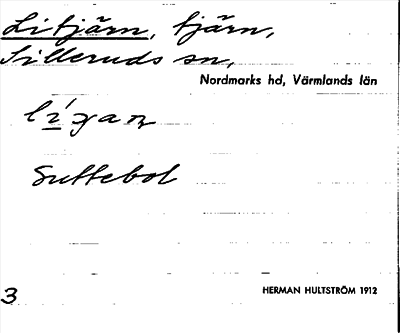 Litjärn, tjärn,
Silleruds sn,
Nordmarks hd, Värmlands län
Suttebol
3
HERMAN HULTSTRÖM 1912